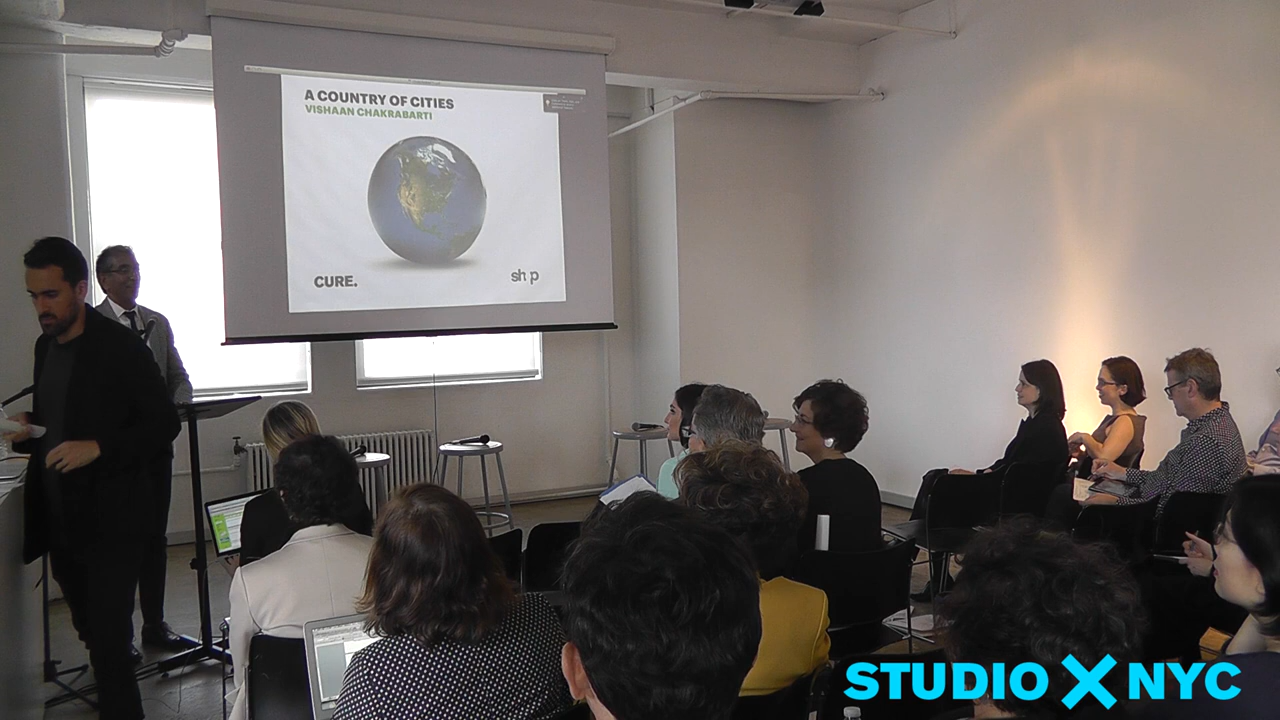 A COUNTRY OF CITIES
VISHAAN CHAKRABARTI
CURE.
shop
STUDIO X NYC